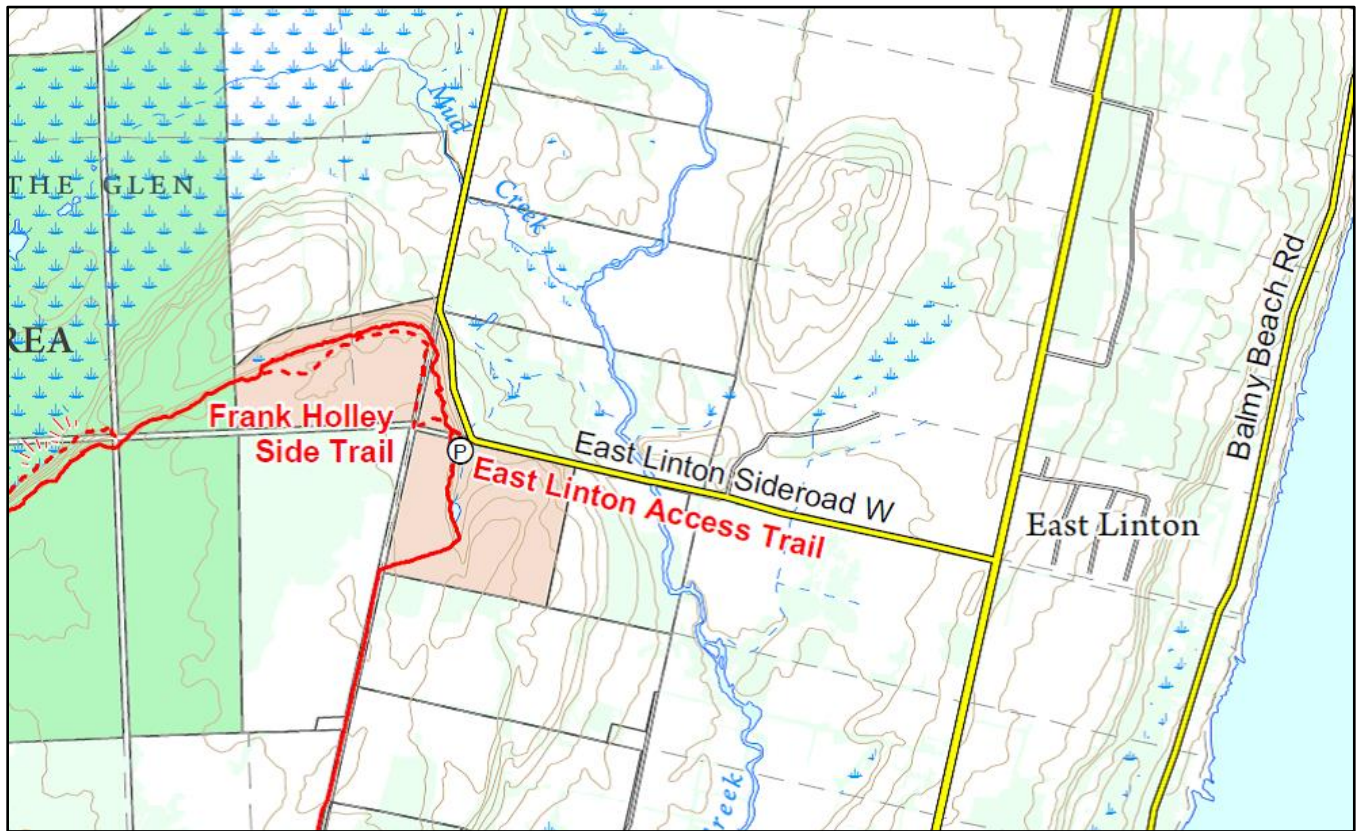 Mud
Creek
THE GLEN
REA
Frank Holley
Side Trail
P
East Linton Sideroad W
East Linton Access Trail
East Linton
Balmy Beach Rd
reek